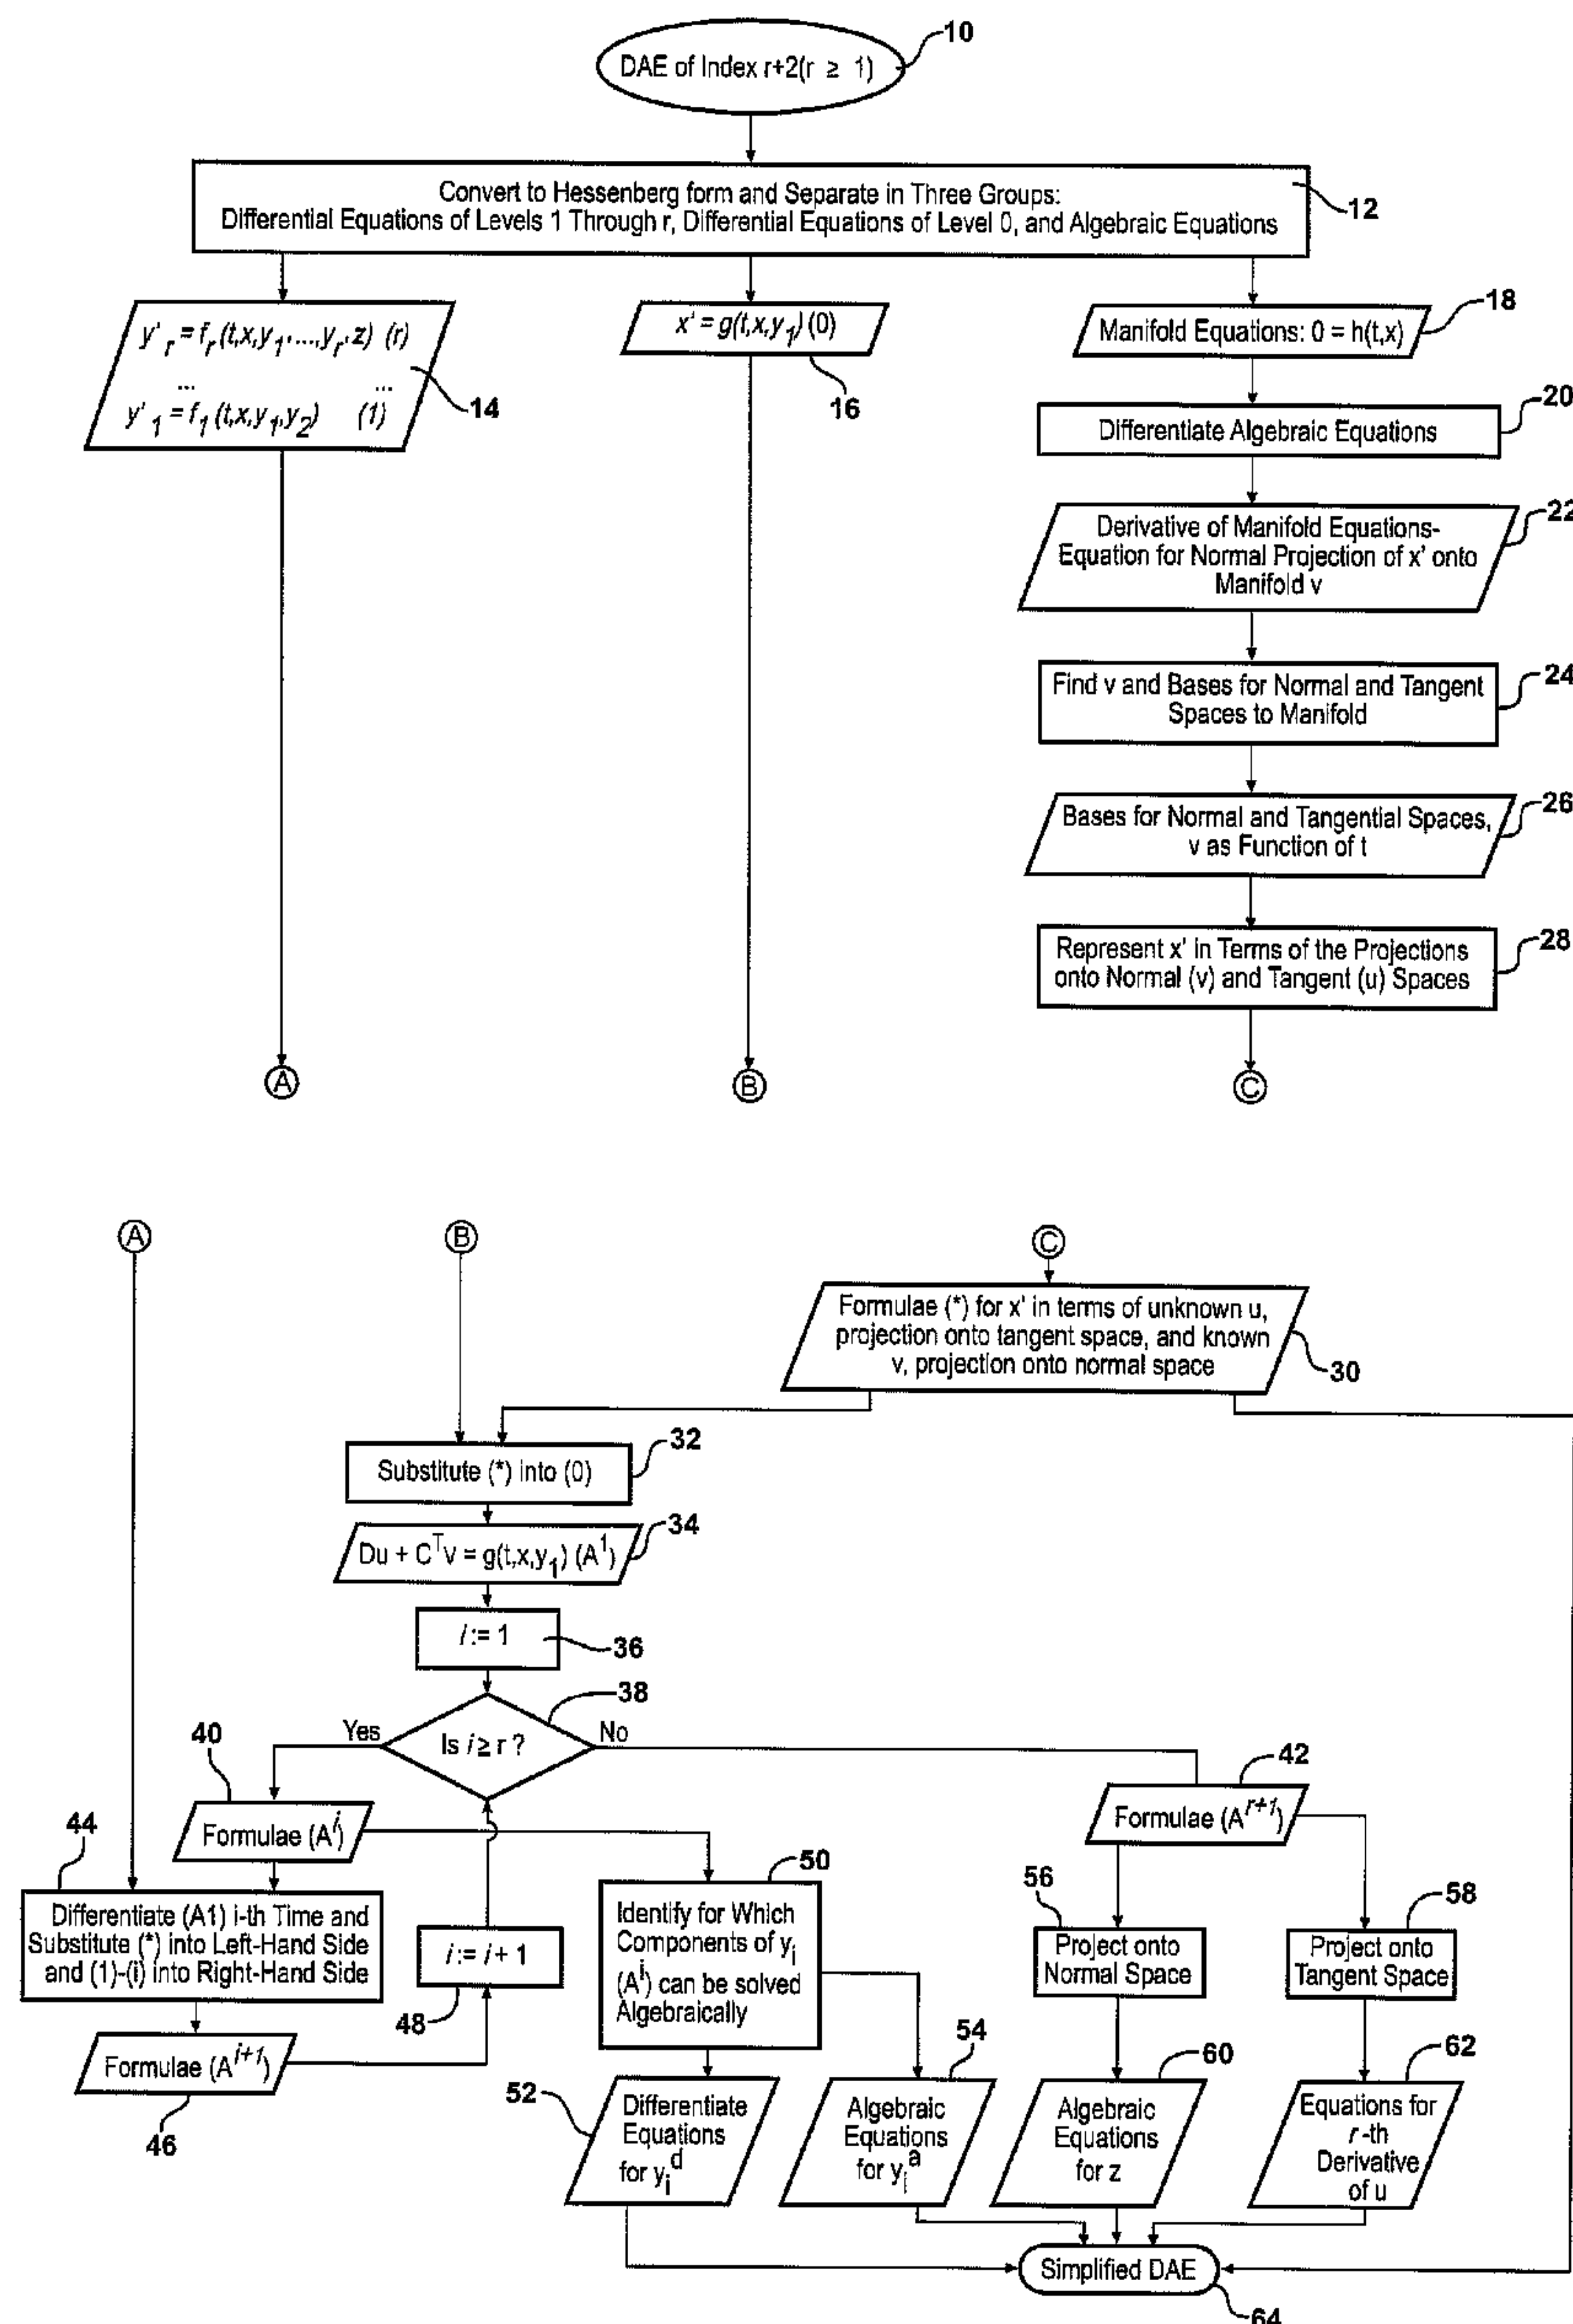 10
DAE of Index r+2(r ≥ 1)
Convert to Hessenberg form and Separate in Three Groups:
Differential Equations of Levels 1 Through r, Differential Equations of Level 0, and Algebraic Equations
12
y'r = fr (t,x,y1,...,yr,z) (r)
... ...
y'1 = f1 (t,x,y1,y2) (1)
14
x' = g(t,x,y1) (0)
16
Manifold Equations: 0 = h(t,x)
18
Differentiate Algebraic Equations
20
Derivative of Manifold Equations-
Equation for Normal Projection of x' onto
Manifold v
22
Find v and Bases for Normal and Tangent
Spaces to Manifold
24
Bases for Normal and Tangential Spaces,
v as Function of t
26
Represent x' in Terms of the Projections
onto Normal (v) and Tangent (u) Spaces
28
A
B
C
A
B
C
Formulae (*) for x' in terms of unknown u,
projection onto tangent space, and known
v, projection onto normal space
30
Substitute (*) into (0)
32
Du + C^T v = g(t,x,y1) (A^1)
34
i := 1
36
Is i ≥ r ?
38
Yes
No
40
Formulae (A^i)
42
Formulae (A^r+1)
44
Differentiate (A1) i-th Time and
Substitute (*) into Left-Hand Side
and (1)-(i) into Right-Hand Side
Formulae (A^i+1)
46
i := i + 1
48
50
Identify for Which
Components of yi
(A^i) can be solved
Algebraically
56
Project onto
Normal Space
58
Project onto
Tangent Space
52
Differentiate
Equations
for yi^d
54
Algebraic
Equations
for yi^a
60
Algebraic
Equations
for z
62
Equations for
r-th
Derivative
of u
Simplified DAE
64